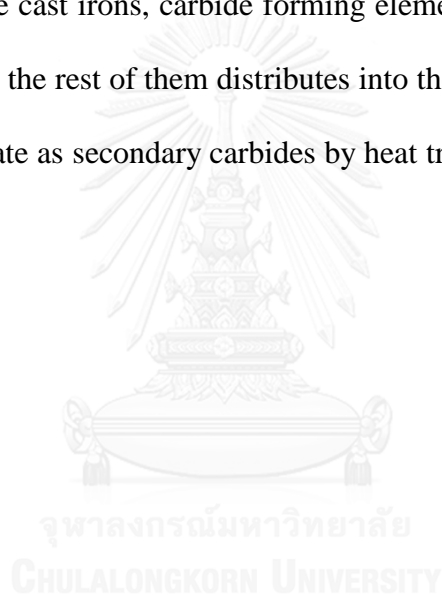 e cast irons, carbide forming eleme
the rest of them distributes into th
ate as secondary carbides by heat tr
จุฬาลงกรณ์มหาวิทยาลัย
CHULALONGKORN UNIVERSITY